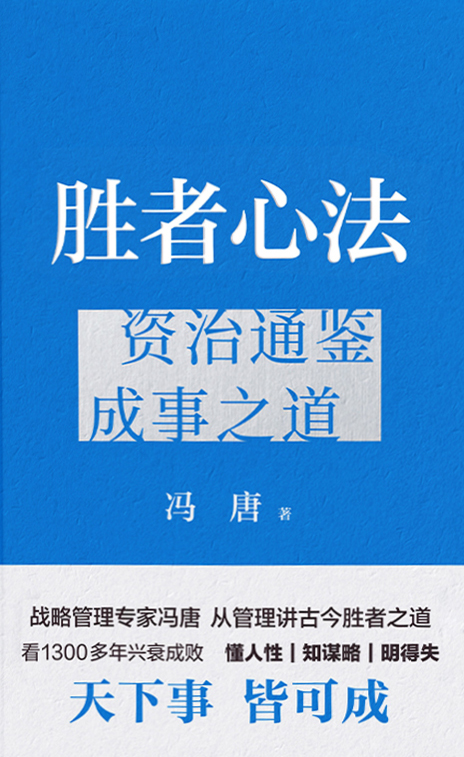 胜者心法
资治通鉴
成事之道
冯 唐 著
战略管理专家冯唐 从管理讲古今胜者之道
看1300多年兴衰成败 懂人性|知谋略|明得失
天下事 皆可成